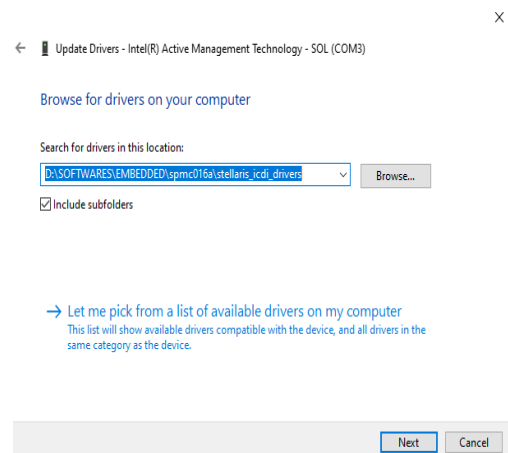 Update Drivers - Intel(R) Active Management Technology - SOL (COM3)
Browse for drivers on your computer
Search for drivers in this location:
D:\SOFTWARES\EMBEDDED\spmc016a\stellaris_icdi_drivers
Browse...
Include subfolders
Let me pick from a list of available drivers on my computer
This list will show available drivers compatible with the device, and all drivers in the
same category as the device.
Next
Cancel